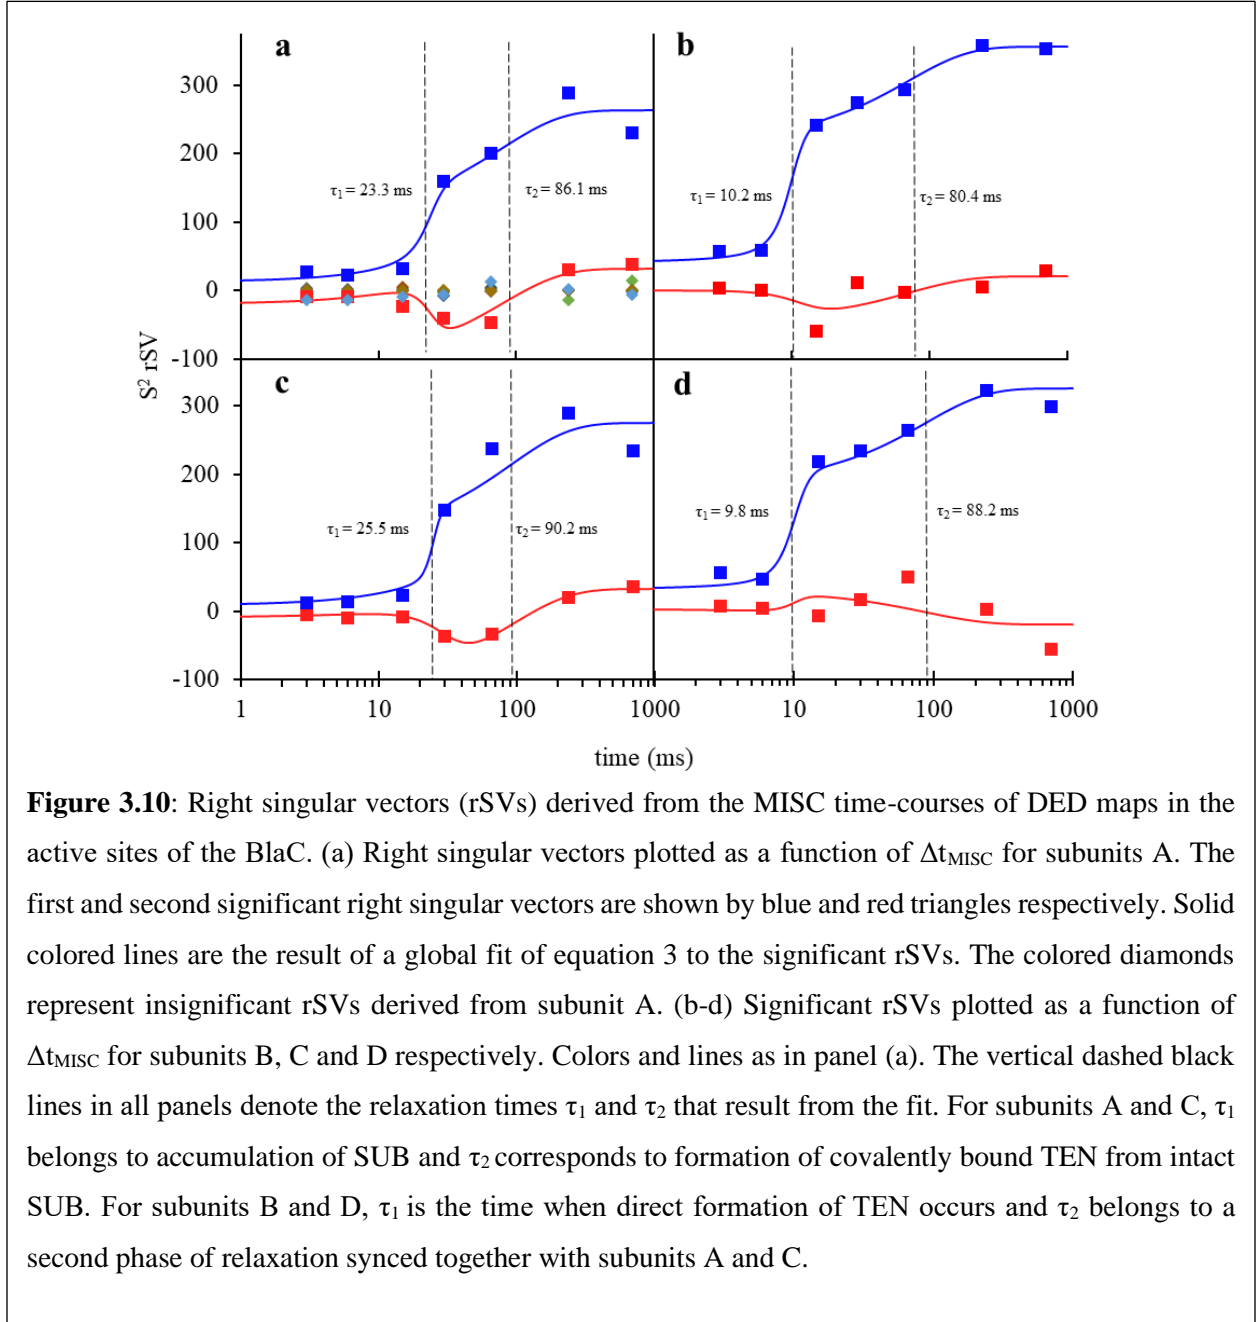 a
b
300
200
100
0
-100
τ1 = 23.3 ms
τ2 = 86.1 ms
τ1 = 10.2 ms
τ2 = 80.4 ms
S2 rSV
c
d
300
200
100
0
-100
τ1 = 25.5 ms
τ2 = 90.2 ms
τ1 = 9.8 ms
τ2 = 88.2 ms
1 10 100 1000 10 100 1000
time (ms)
Figure 3.10: Right singular vectors (rSVs) derived from the MISC time-courses of DED maps in the
active sites of the BlaC. (a) Right singular vectors plotted as a function of ΔtMISC for subunits A. The
first and second significant right singular vectors are shown by blue and red triangles respectively. Solid
colored lines are the result of a global fit of equation 3 to the significant rSVs. The colored diamonds
represent insignificant rSVs derived from subunit A. (b-d) Significant rSVs plotted as a function of
ΔtMISC for subunits B, C and D respectively. Colors and lines as in panel (a). The vertical dashed black
lines in all panels denote the relaxation times τ1 and τ2 that result from the fit. For subunits A and C, τ1
belongs to accumulation of SUB and τ2 corresponds to formation of covalently bound TEN from intact
SUB. For subunits B and D, τ1 is the time when direct formation of TEN occurs and τ2 belongs to a
second phase of relaxation synced together with subunits A and C.